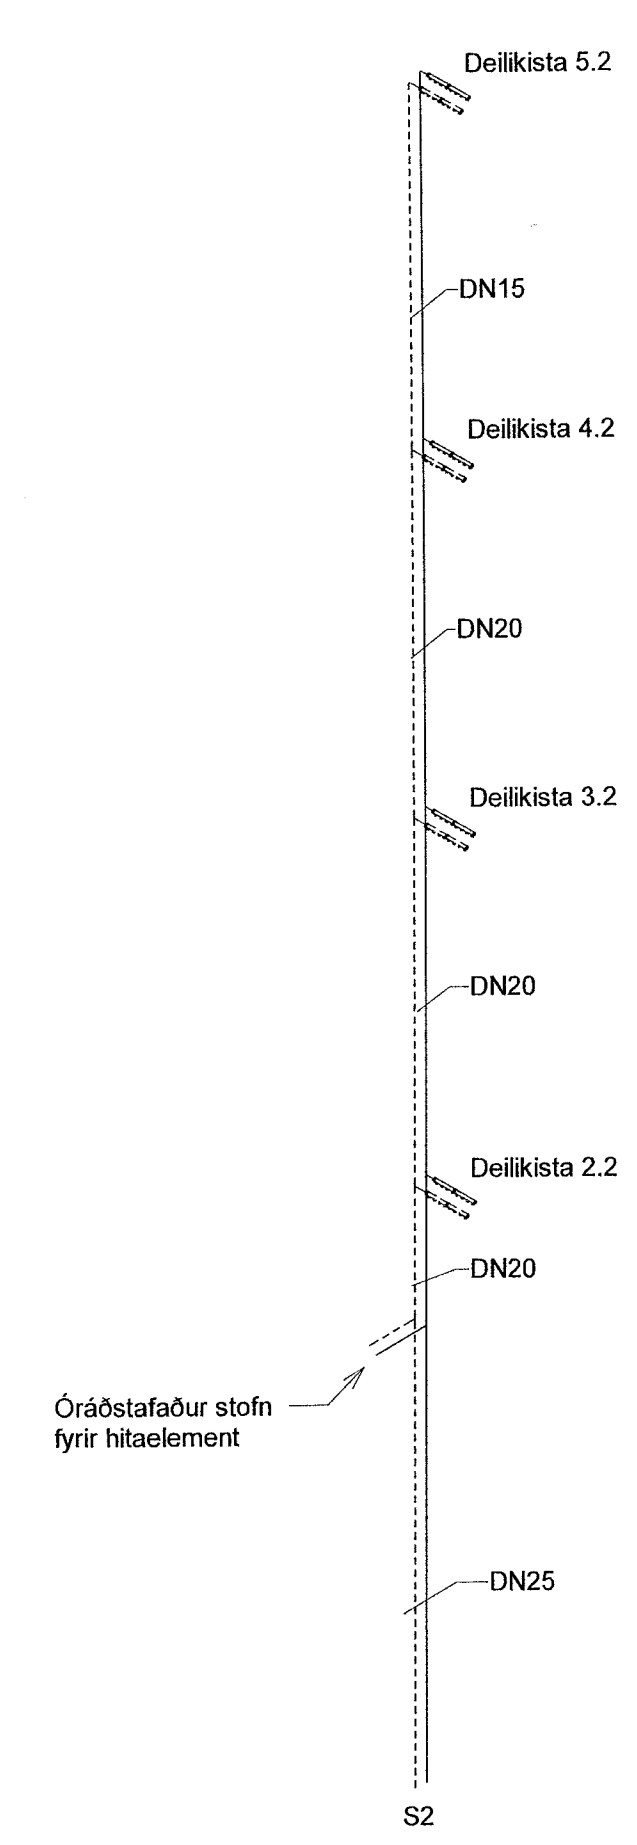 Deilikista 5.2
DN15
Deilikista 4.2
DN20
Deilikista 3.2
DN20
Deilikista 2.2
DN20
Óráðstafaður stofn
fyrir hitaelement
DN25
S2